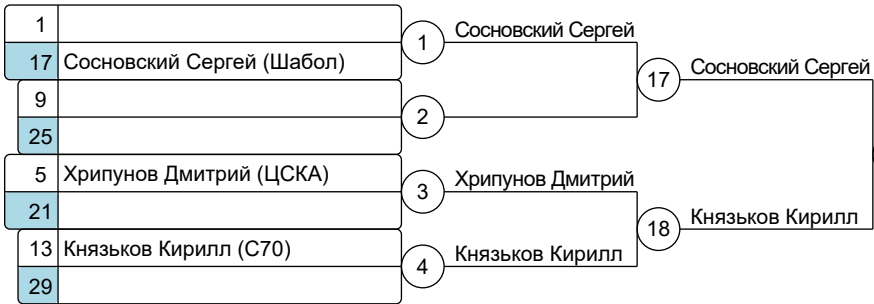 1
17 Сосновский Сергей (Шабол)
9
25
5 Хрипунов Дмитрий (ЦСКА)
21
13 Князьков Кирилл (С70)
29
1 Сосновский Сергей
2
3 Хрипунов Дмитрий
4 Князьков Кирилл
17 Сосновский Сергей
18 Князьков Кирилл